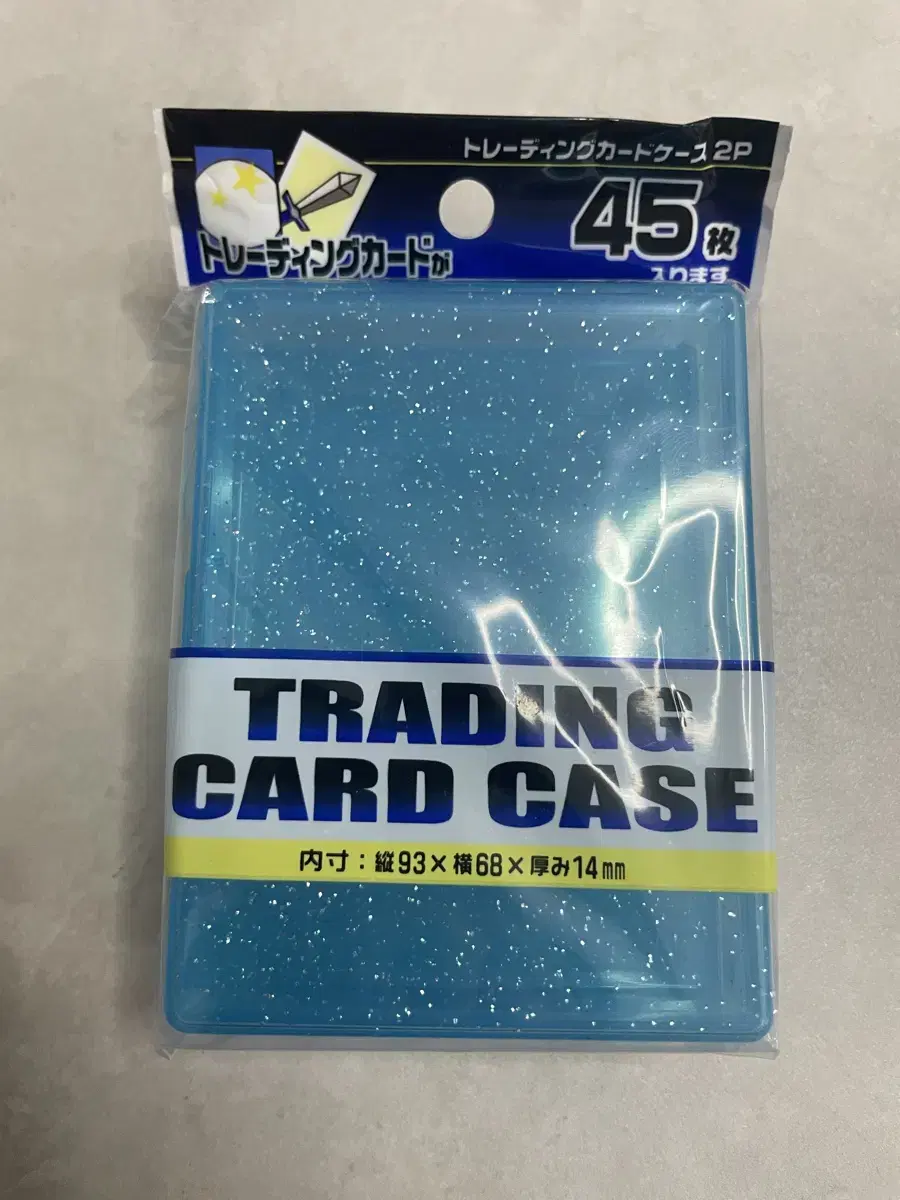 トレーディングカードケース2P
45枚
トレーディングカードが
入ります
TRADING
CARD CASE
内寸：縦93×横68×厚み14mm